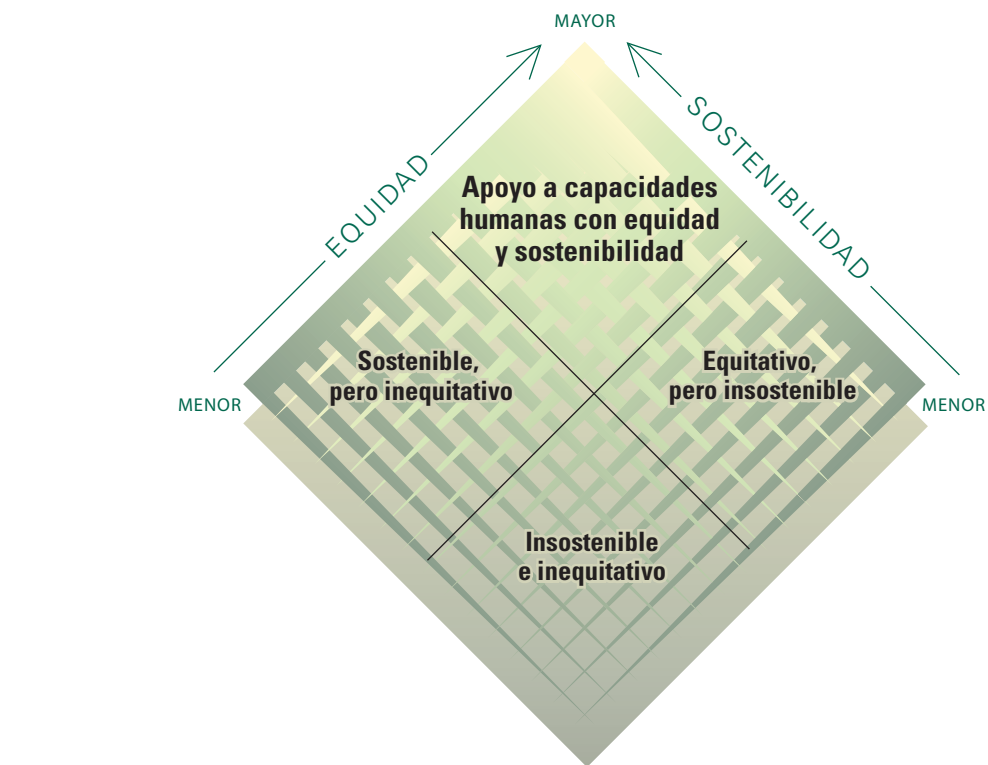 MAYOR
EQUIDAD
SOSTENIBILIDAD
Apoyo a capacidades
humanas con equidad
y sostenibilidad
Sostenible,
pero inequitativo
Equitativo,
pero insostenible
MENOR
MENOR
Insostenible
e inequitativo